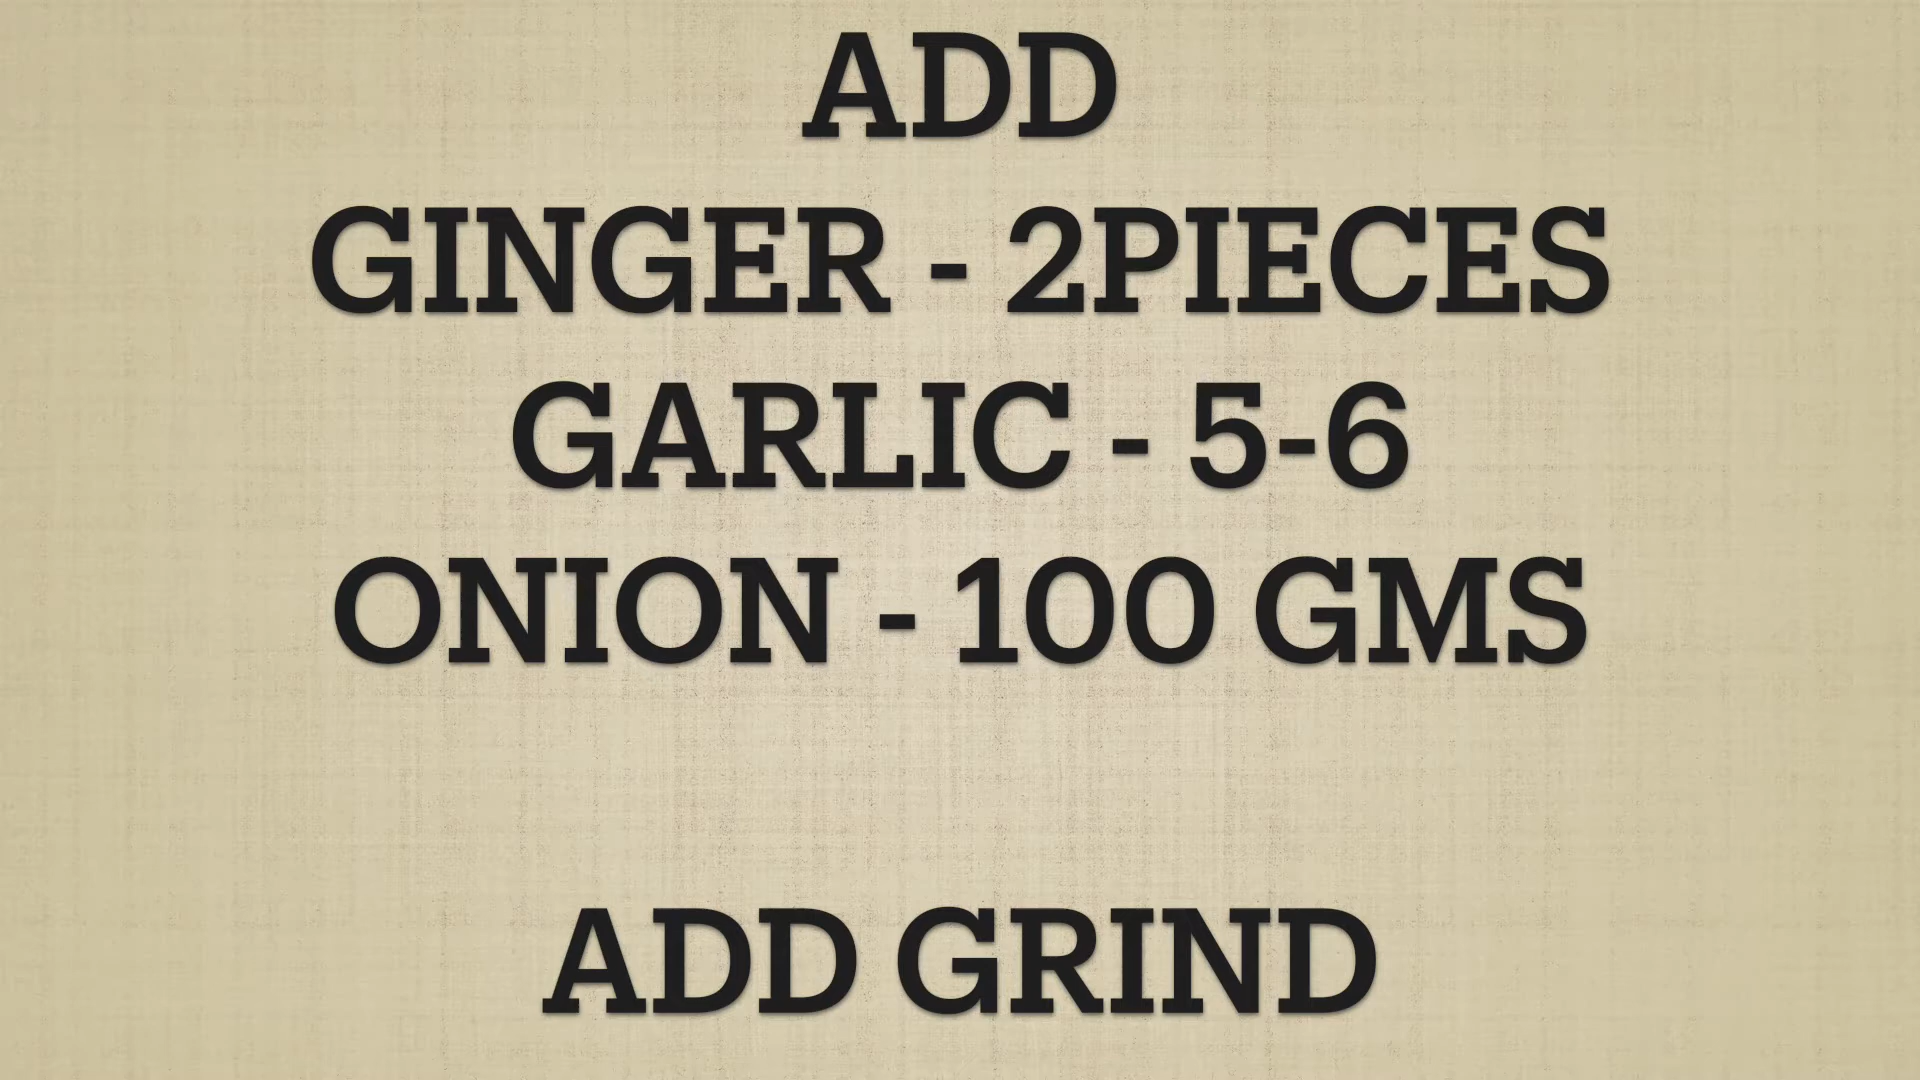 ADD
GINGER - 2PIECES
GARLIC - 5-6
ONION - 100 GMS
ADD GRIND